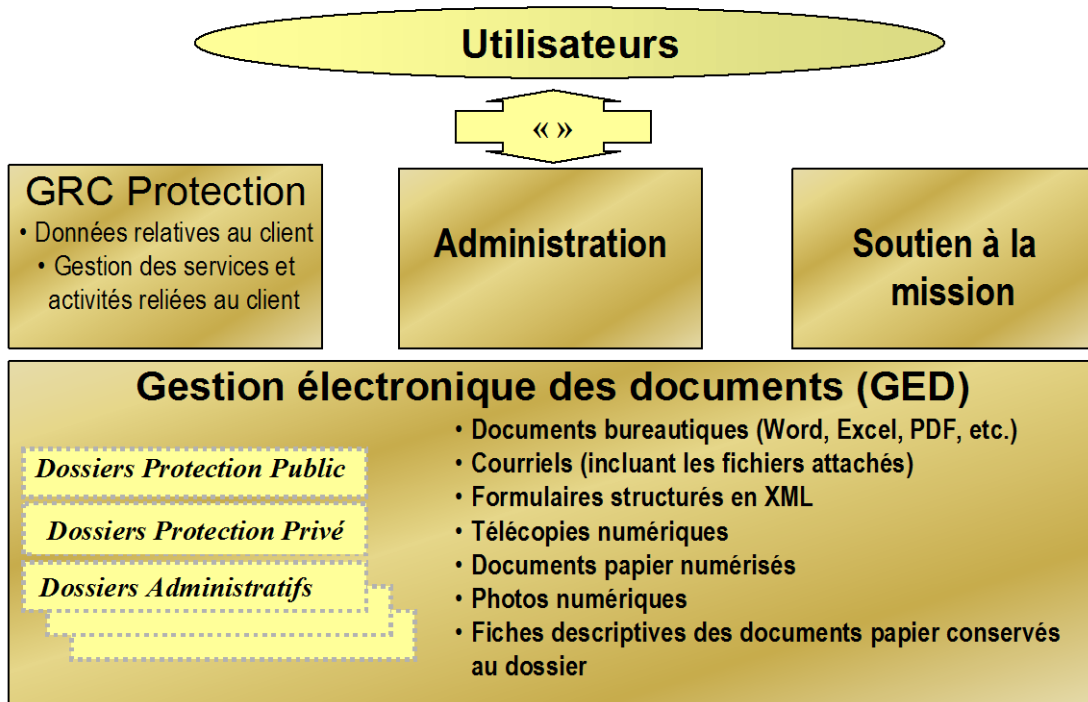 Utilisateurs
« »
GRC Protection
• Données relatives au client
• Gestion des services et
activités reliées au client
Administration
Soutien à la
mission
Gestion électronique des documents (GED)
Dossiers Protection Public
Dossiers Protection Privé
Dossiers Administratifs
• Documents bureautiques (Word, Excel, PDF, etc.)
• Courriels (incluant les fichiers attachés)
• Formulaires structurés en XML
• Télécopies numériques
• Documents papier numérisés
• Photos numériques
• Fiches descriptives des documents papier conservés
au dossier